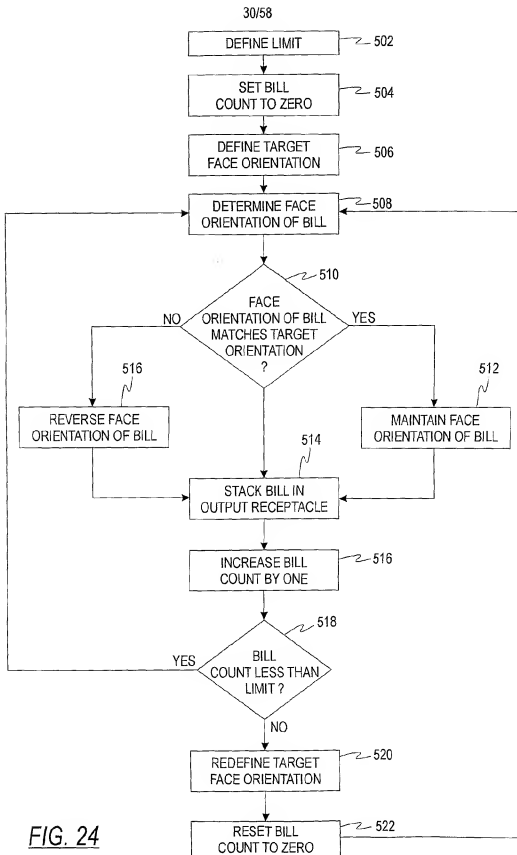 30/58
DEFINE LIMIT
502
SET BILL
COUNT TO ZERO
504
DEFINE TARGET
FACE ORIENTATION
506
DETERMINE FACE
ORIENTATION OF BILL
508
510
FACE
ORIENTATION OF BILL
MATCHES TARGET
ORIENTATION
?
NO
YES
516
REVERSE FACE
ORIENTATION OF BILL
512
MAINTAIN FACE
ORIENTATION OF BILL
514
STACK BILL IN
OUTPUT RECEPTACLE
INCREASE BILL
COUNT BY ONE
516
518
YES
BILL
COUNT LESS THAN
LIMIT ?
NO
REDEFINE TARGET
FACE ORIENTATION
520
RESET BILL
COUNT TO ZERO
522
FIG. 24